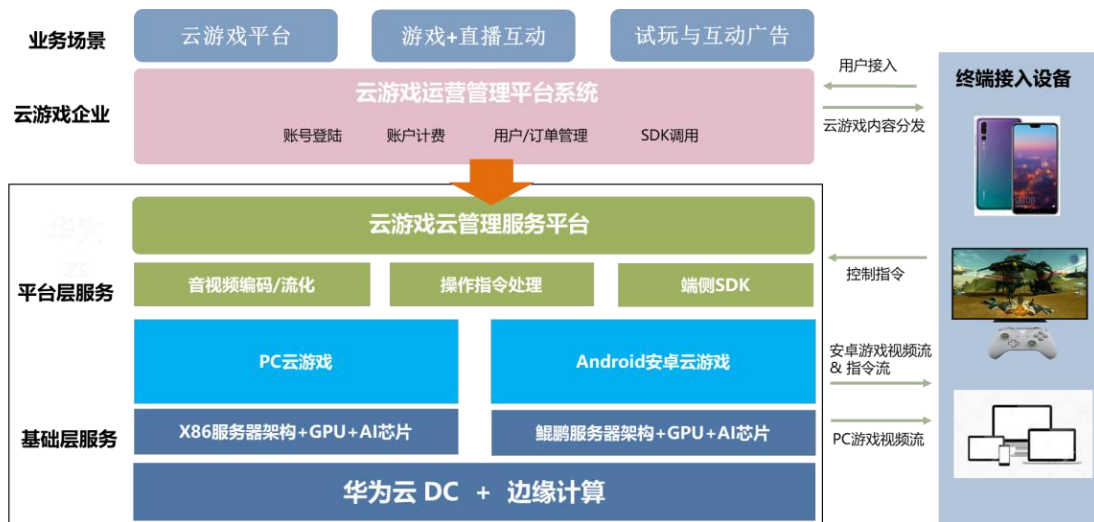 业务场景
云游戏平台
游戏+直播互动
试玩与互动广告
云游戏企业
云游戏运营管理平台系统
账号登陆
账户计费
用户/订单管理
SDK调用
用户接入
云游戏内容分发
终端接入设备
华为
云
云游戏云管理服务平台
平台层服务
音视频编码/流化
操作指令处理
端侧SDK
控制指令
PC云游戏
Android安卓云游戏
安卓游戏视频流
& 指令流
基础层服务
X86服务器架构+GPU+AI芯片
鲲鹏服务器架构+GPU+AI芯片
PC游戏视频流
华为云 DC + 边缘计算